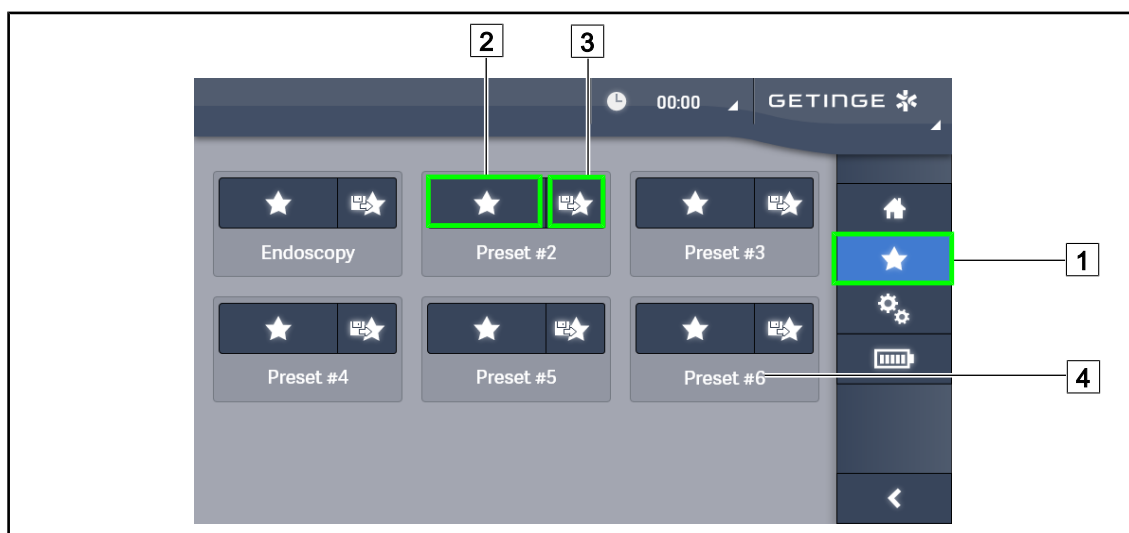 2 3
00:00 GETINGE
1
Endoscopy Preset #2 Preset #3
4
Preset #4 Preset #5 Preset #6